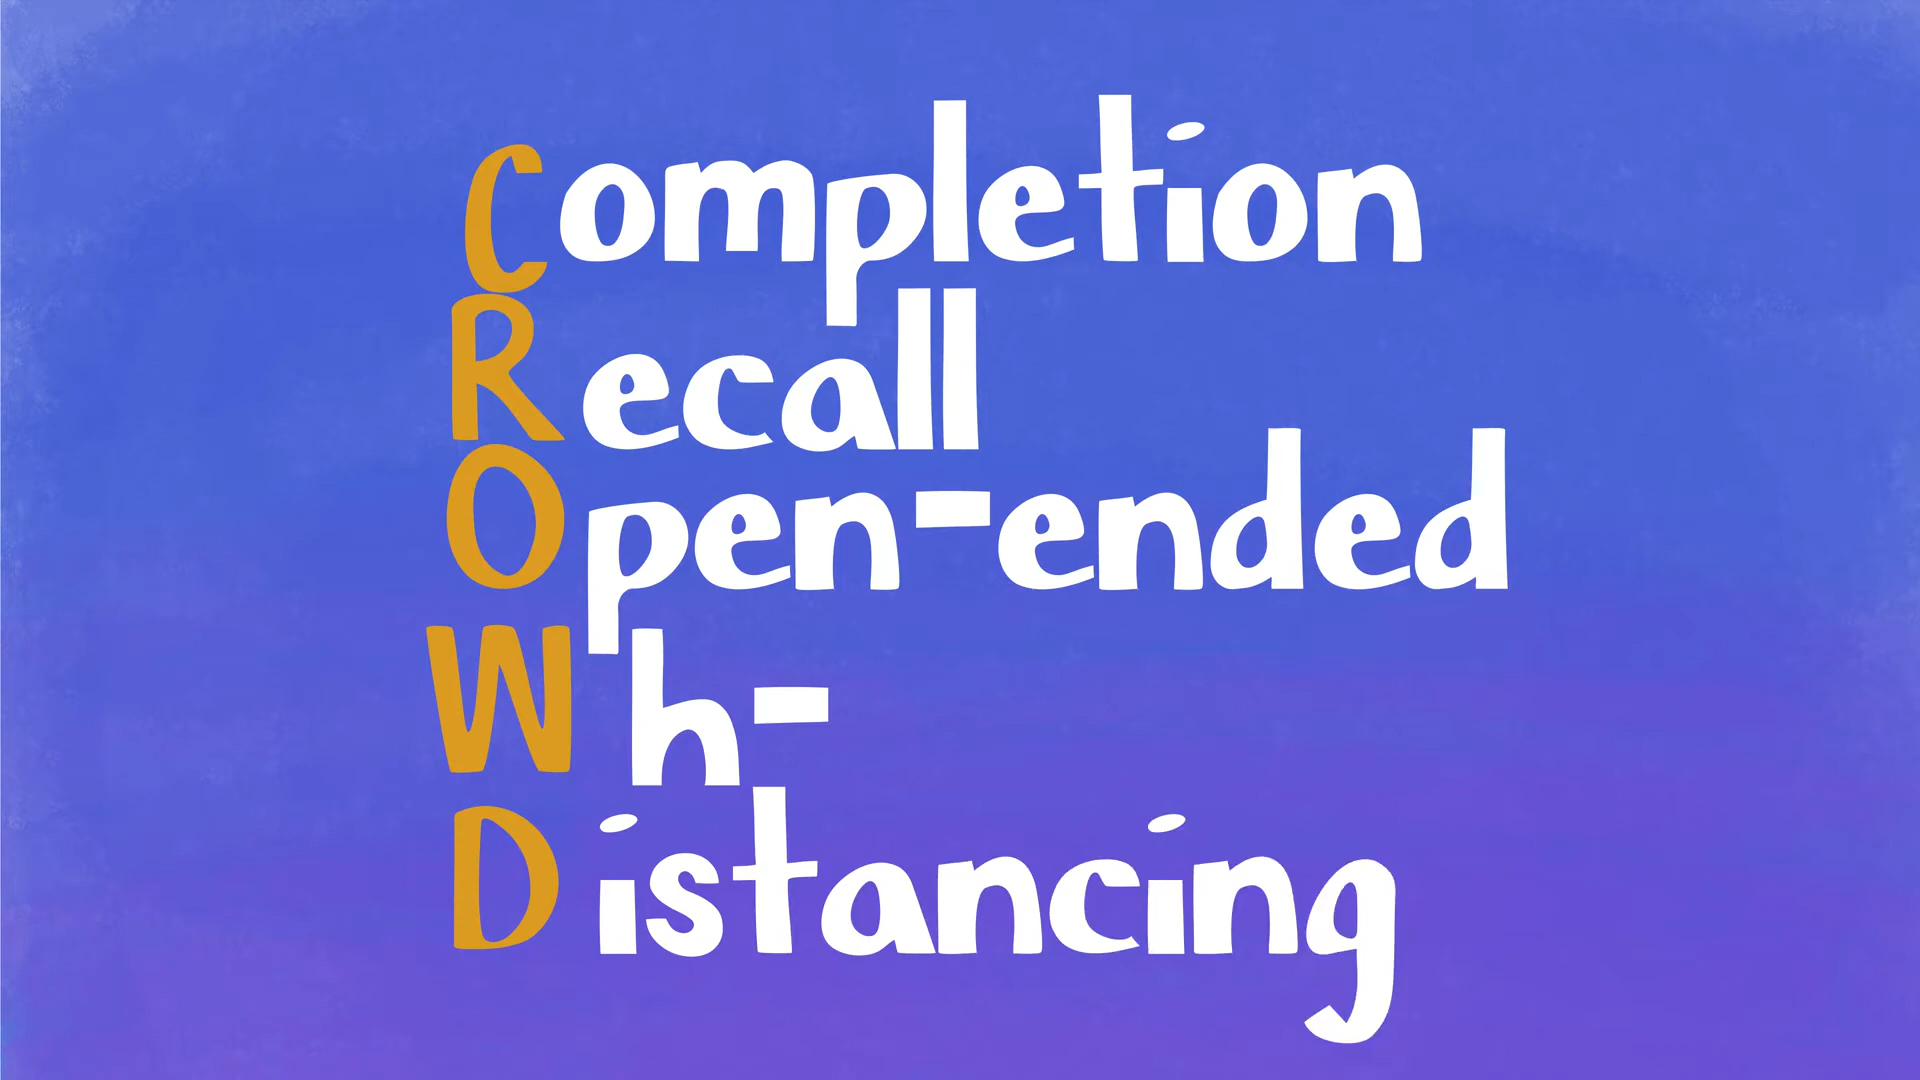 Completion
Recall
Open-ended
Wh-
Distancing